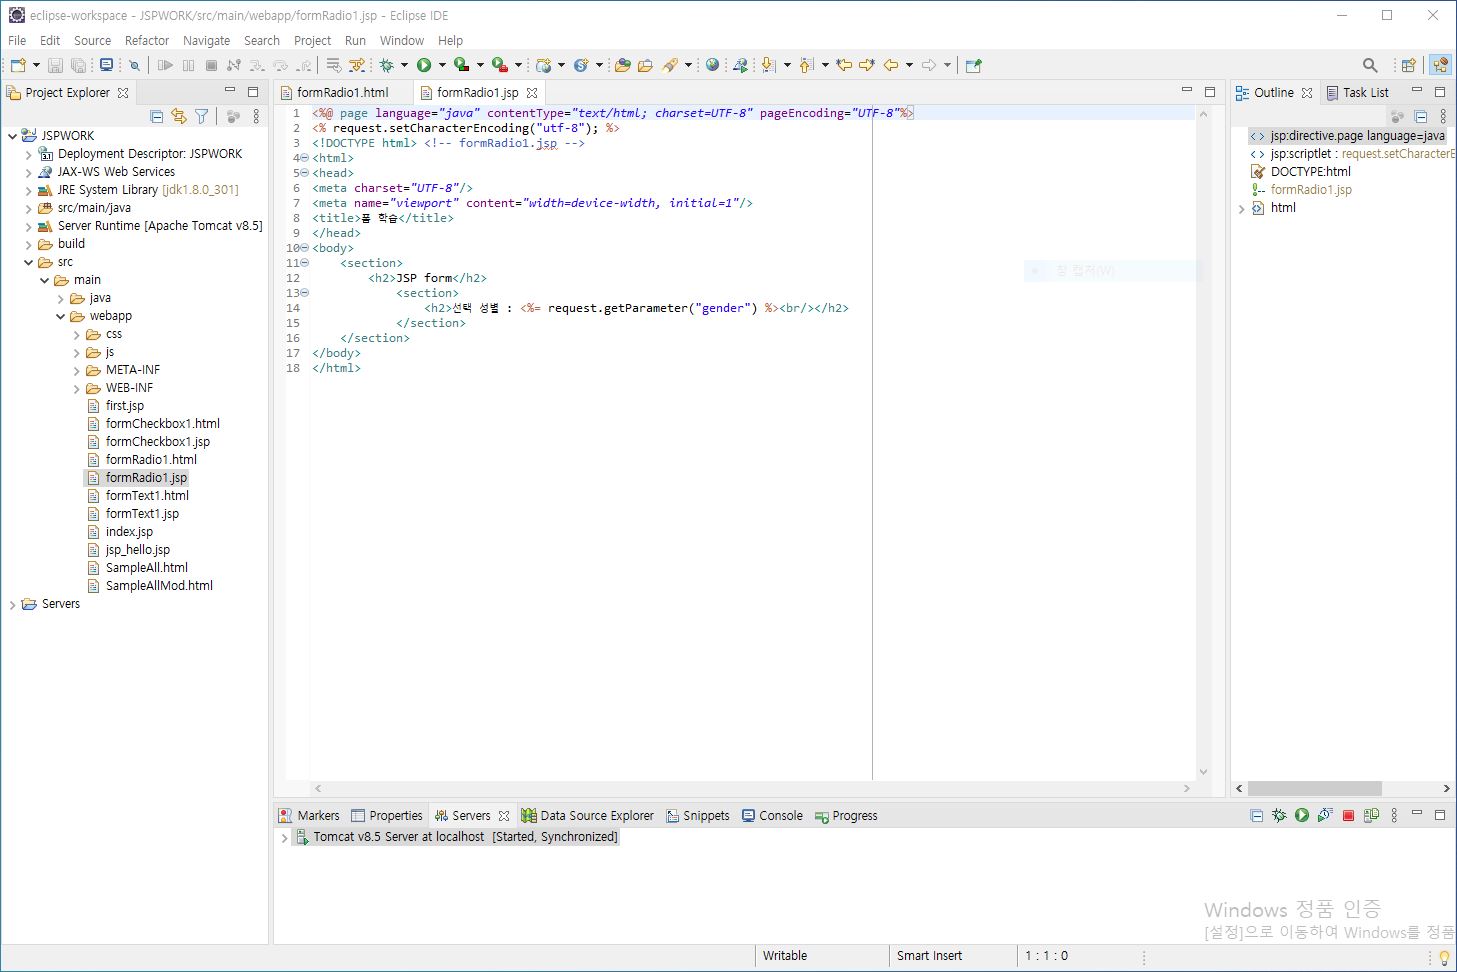 eclipse-workspace - JSPWORK/src/main/webapp/formRadio1.jsp - Eclipse IDE
File Edit Source Refactor Navigate Search Project Run Window Help
Project Explorer
JSPWORK
Deployment Descriptor: JSPWORK
JAX-WS Web Services
JRE System Library [jdk1.8.0_301]
src/main/java
Server Runtime [Apache Tomcat v8.5]
build
src
main
java
webapp
css
js
META-INF
WEB-INF
first.jsp
formCheckbox1.html
formCheckbox1.jsp
formRadio1.html
formRadio1.jsp
formText1.html
formText1.jsp
index.jsp
jsp_hello.jsp
SampleAll.html
SampleAllMod.html
Servers
formRadio1.html formRadio1.jsp
1 <%@ page language="java" contentType="text/html; charset=UTF-8" pageEncoding="UTF-8"%>
2 <% request.setCharacterEncoding("utf-8"); %>
3 <!DOCTYPE html> <!-- formRadio1.jsp -->
4 <html>
5 <head>
6 <meta charset="UTF-8"/>
7 <meta name="viewport" content="width=device-width, initial=1"/>
8 <title>폼 학습</title>
9 </head>
10 <body>
11 <section>
12 <h2>JSP form</h2>
13 <section>
14 <h2>선택 성별 : <%= request.getParameter("gender") %><br/></h2>
15 </section>
16 </section>
17 </body>
18 </html>
창 캡처(W)
Outline Task List
jsp:directive.page language=java
jsp:scriptlet : request.setCharacterE
DOCTYPE:html
formRadio1.jsp
html
Markers Properties Servers Data Source Explorer Snippets Console Progress
Tomcat v8.5 Server at localhost [Started, Synchronized]
Windows 정품 인증
[설정]으로 이동하여 Windows를 정품
Writable Smart Insert 1 : 1 : 0